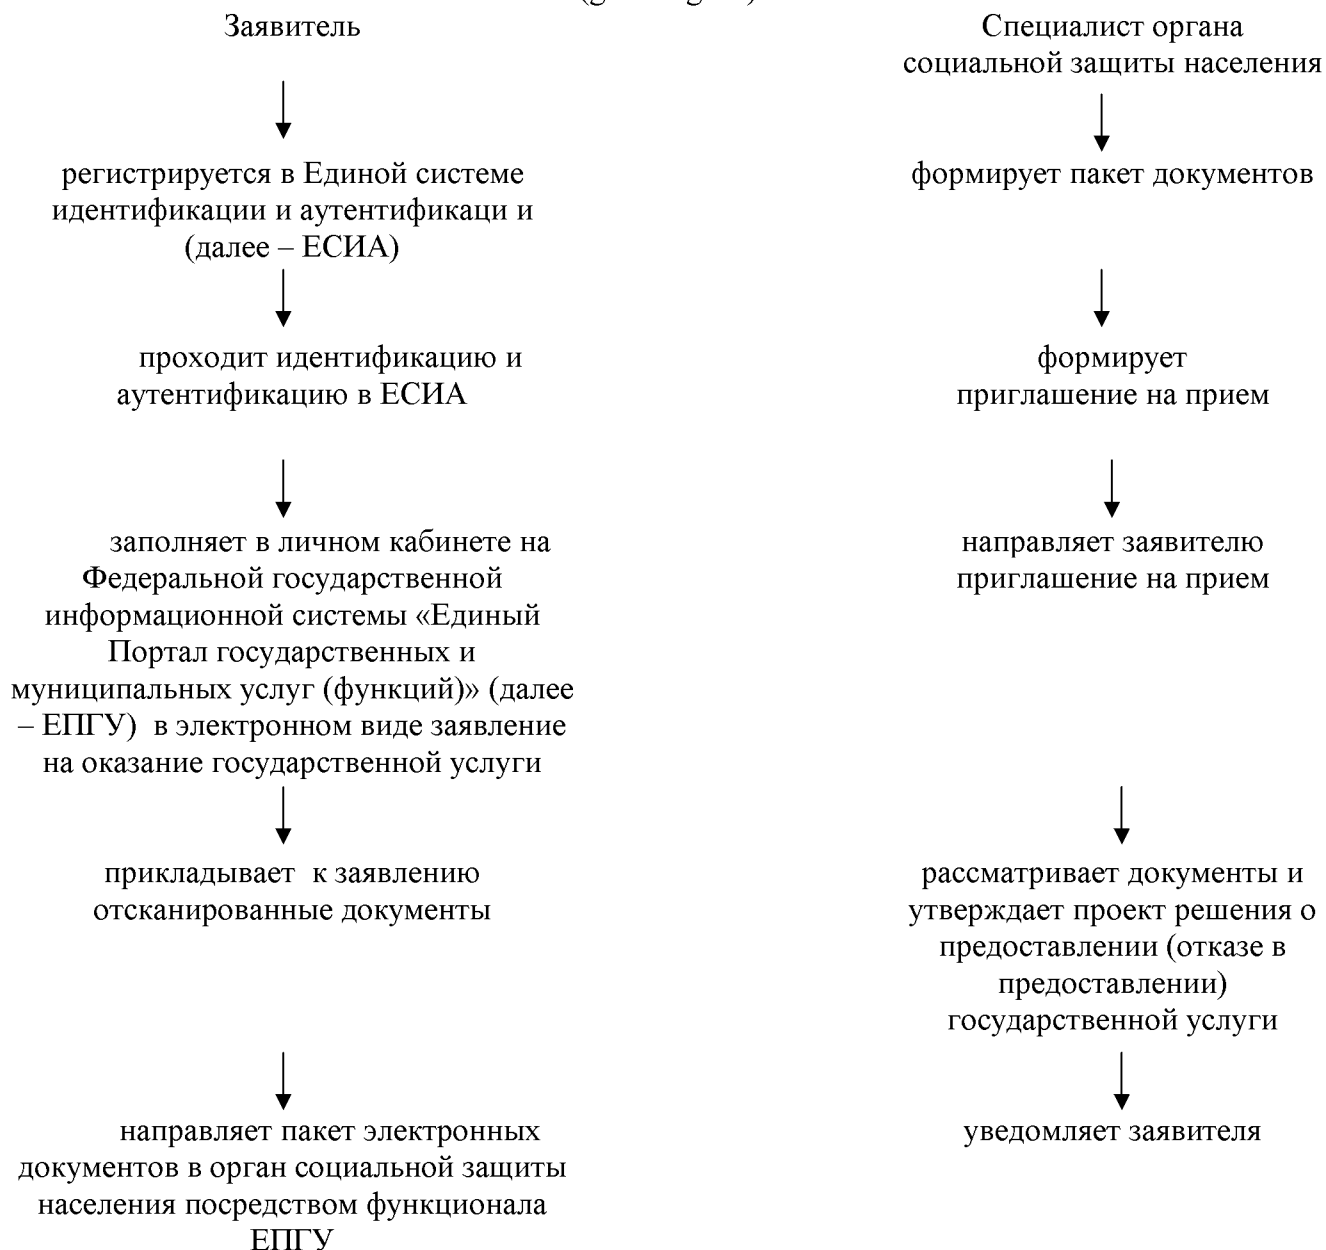 Заявитель
Специалист органа
социальной защиты населения
регистрируется в Единой системе
идентификации и аутентификаци и
(далее – ЕСИА)
формирует пакет документов
проходит идентификацию и
аутентификацию в ЕСИА
формирует
приглашение на прием
заполняет в личном кабинете на
Федеральной государственной
информационной системы «Единый
Портал государственных и
муниципальных услуг (функций)» (далее
– ЕПГУ) в электронном виде заявление
на оказание государственной услуги
направляет заявителю
приглашение на прием
прикладывает к заявлению
отсканированные документы
рассматривает документы и
утверждает проект решения о
предоставлении (отказе в
предоставлении)
государственной услуги
направляет пакет электронных
документов в орган социальной защиты
населения посредством функционала
ЕПГУ
уведомляет заявителя